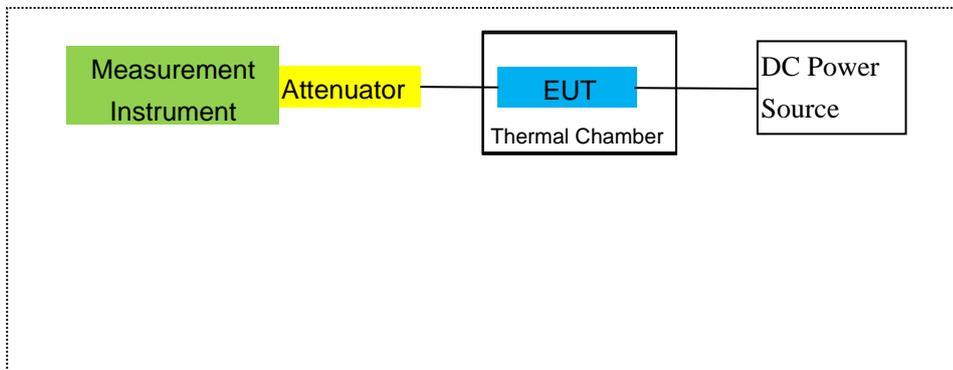 Measurement
Instrument
Attenuator
EUT
Thermal Chamber
DC Power
Source